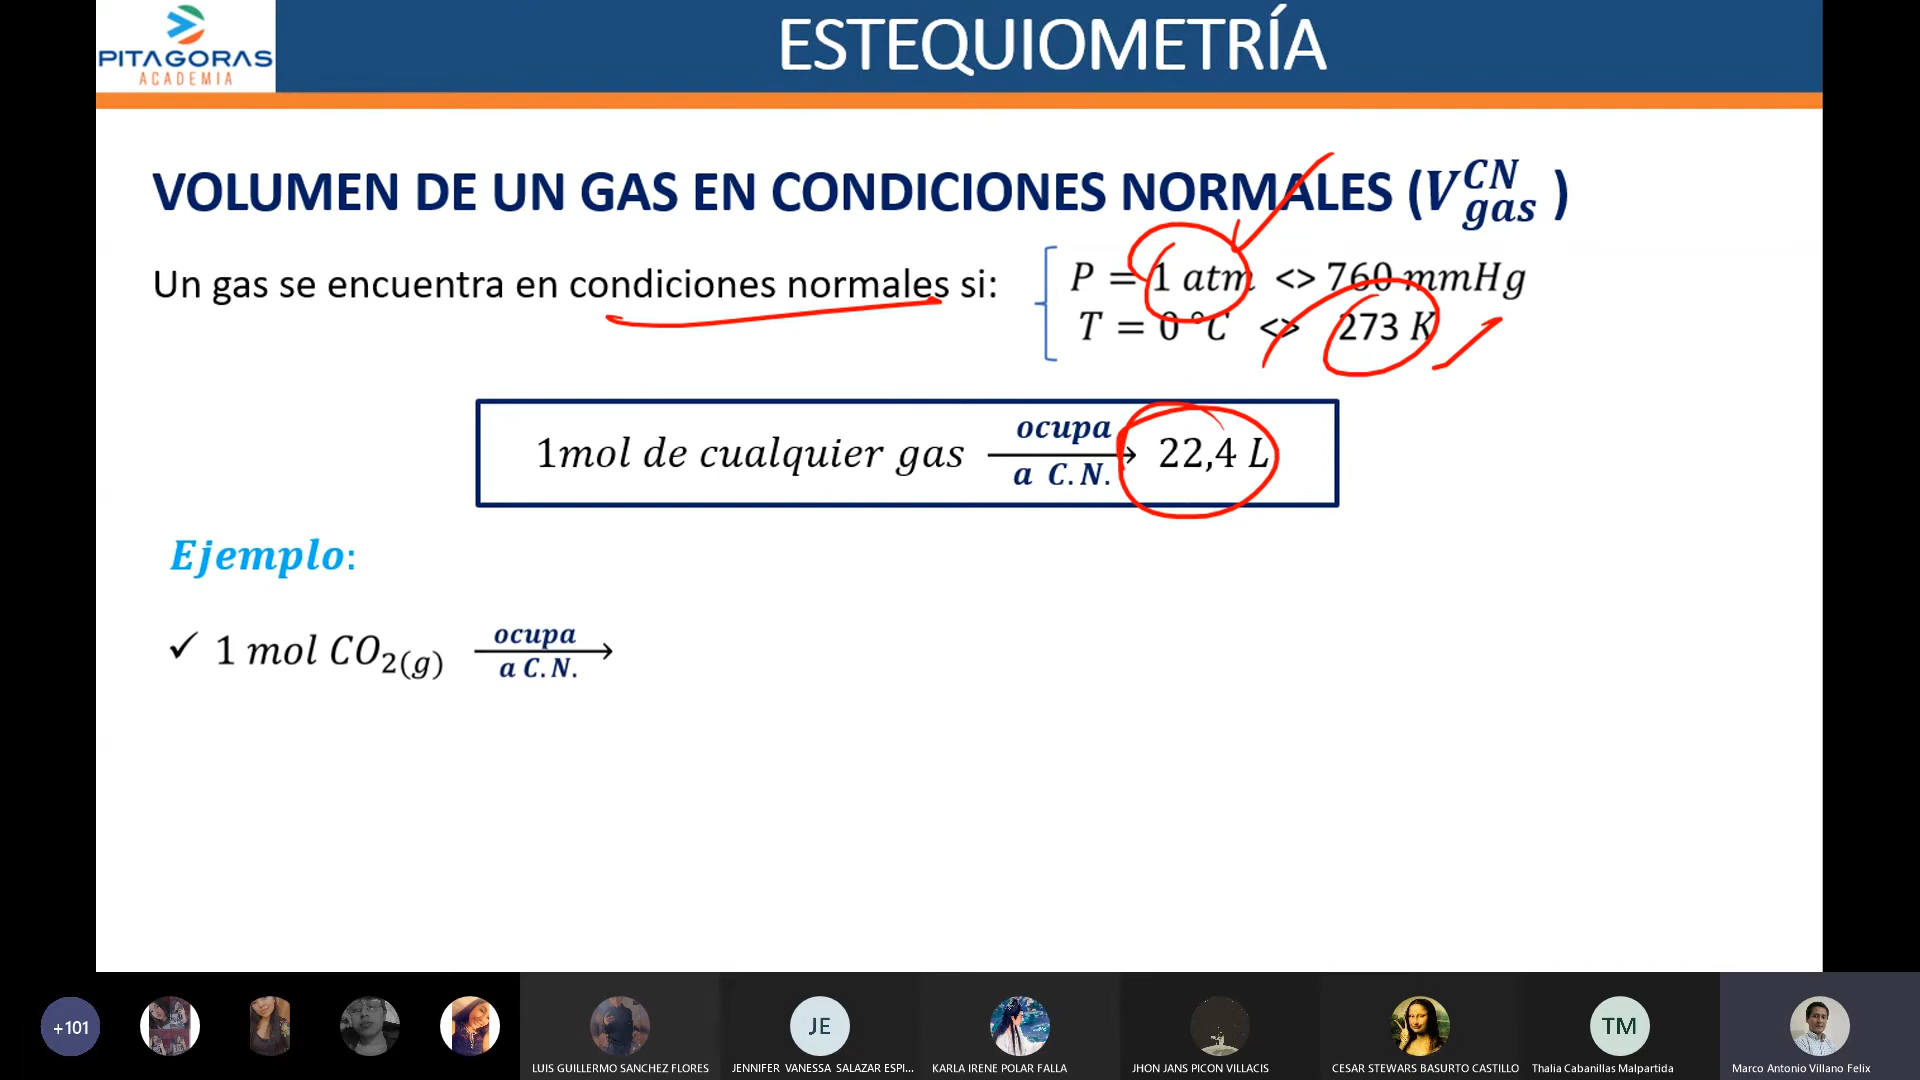 PITAGORAS
ACADEMIA
ESTEQUIOMETRÍA
VOLUMEN DE UN GAS EN CONDICIONES NORMALES (V^{CN}_{gas})
Un gas se encuentra en condiciones normales si:
P = 1 atm <> 760 mmHg
T = 0 °C <> 273 K
1mol de cualquier gas ocupa a C.N. → 22,4 L
Ejemplo:
✓ 1 mol CO₂(g) ocupa a C.N. →
+101
JE
TM
LUIS GUILLERMO SANCHEZ FLORES
JENNIFER VANESSA SALAZAR ESPI...
KARLA IRENE POLAR FALLA
JHON JANS PICON VILLACIS
CESAR STEWARS BASURTO CASTILLO
Thalia Cabanillas Malpartida
Marco Antonio Villano Felix